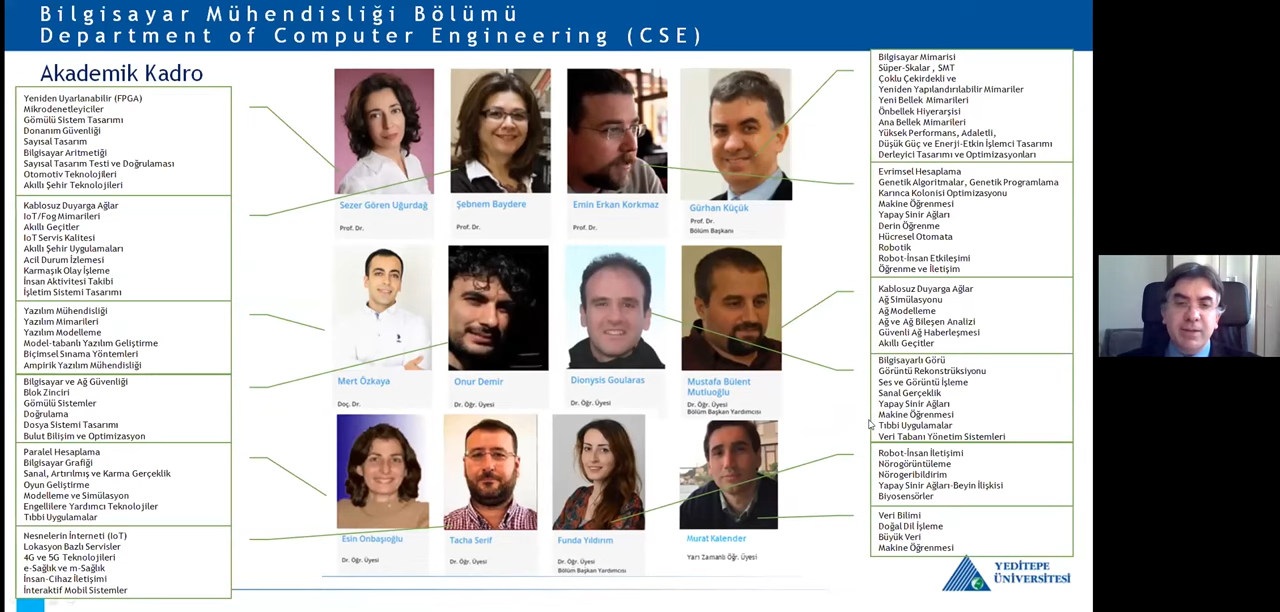 Bilgisayar Mühendisliği Bölümü
Department of Computer Engineering (CSE)
Akademik Kadro
Yeniden Uyarlanabilir (FPGA)
Mikrodenetleyiciler
Gömülü Sistem Tasarımı
Donanım Güvenliği
Sayısal Tasarım
Bilgisayar Aritmetiği
Sayısal Tasarım Testi ve Doğrulaması
Otomotiv Teknolojileri
Akıllı Şehir Teknolojileri
Kablosuz Duyarga Ağlar
IoT/Fog Mimarileri
Akıllı Geçitler
IoT Servis Kalitesi
Akıllı Şehir Uygulamaları
Acil Durum İzlemesi
Karmaşık Olay İşleme
İnsan Aktivitesi Takibi
İşletim Sistemi Tasarımı
Yazılım Mühendisliği
Yazılım Mimarileri
Yazılım Modelleme
Model-tabanlı Yazılım Geliştirme
Biçimsel Sınama Yöntemleri
Ampirik Yazılım Mühendisliği
Bilgisayar ve Ağ Güvenliği
Blok Zinciri
Gömülü Sistemler
Doğrulama
Dosya Sistemi Tasarımı
Bulut Bilişim ve Optimizasyon
Paralel Hesaplama
Bilgisayar Grafiği
Sanal, Artırılmış ve Karma Gerçeklik
Oyun Geliştirme
Modelleme ve Simülasyon
Engellilere Yardımcı Teknolojiler
Tıbbi Uygulamalar
Nesnelerin İnterneti (IoT)
Lokasyon Bazlı Servisler
4G ve 5G Teknolojileri
e-Sağlık ve m-Sağlık
İnsan-Cihaz İletişimi
İnteraktif Mobil Sistemler
Sezer Gören Uğurdağ
Prof. Dr.
Şebnem Baydere
Prof. Dr.
Emin Erkan Korkmaz
Prof. Dr.
Gürhan Küçük
Prof. Dr.
Bölüm Başkanı
Mert Özkaya
Doç. Dr.
Onur Demir
Dr. Öğr. Üyesi
Dionysis Goularas
Dr. Öğr. Üyesi
Mustafa Bülent
Mutluoğlu
Dr. Öğr. Üyesi
Bölüm Başkan Yardımcısı
Esin Onbaşıoğlu
Dr. Öğr. Üyesi
Tacha Serif
Dr. Öğr. Üyesi
Funda Yıldırım
Dr. Öğr. Üyesi
Bölüm Başkan Yardımcısı
Murat Kalender
Yarı Zamanlı Öğr. Üyesi
Bilgisayar Mimarisi
Süper-Skalar , SMT
Çoklu Çekirdekli ve
Yeniden Yapılandırılabilir Mimariler
Yeni Bellek Mimarileri
Önbellek Hiyerarşisi
Ana Bellek Mimarileri
Yüksek Performans, Adaletli,
Düşük Güç ve Enerji-Etkin İşlemci Tasarımı
Derleyici Tasarımı ve Optimizasyonları
Evrimsel Hesaplama
Genetik Algoritmalar, Genetik Programlama
Karınca Kolonisi Optimizasyonu
Makine Öğrenmesi
Yapay Sinir Ağları
Derin Öğrenme
Hücresel Otomata
Robotik
Robot-İnsan Etkileşimi
Öğrenme ve İletişim
Kablosuz Duyarga Ağlar
Ağ Simülasyonu
Ağ Modelleme
Ağ ve Ağ Bileşen Analizi
Güvenli Ağ Haberleşmesi
Akıllı Geçitler
Bilgisayarlı Görü
Görüntü Rekonstrüksiyonu
Ses ve Görüntü İşleme
Sanal Gerçeklik
Yapay Sinir Ağları
Makine Öğrenmesi
Tıbbi Uygulamalar
Veri Tabanı Yönetim Sistemleri
Robot-İnsan İletişimi
Nörogörüntüleme
Nörogeribildirim
Yapay Sinir Ağları-Beyin İlişkisi
Biyosensörler
Veri Bilimi
Doğal Dil İşleme
Büyük Veri
Makine Öğrenmesi
YEDİTEPE
ÜNİVERSİTESİ